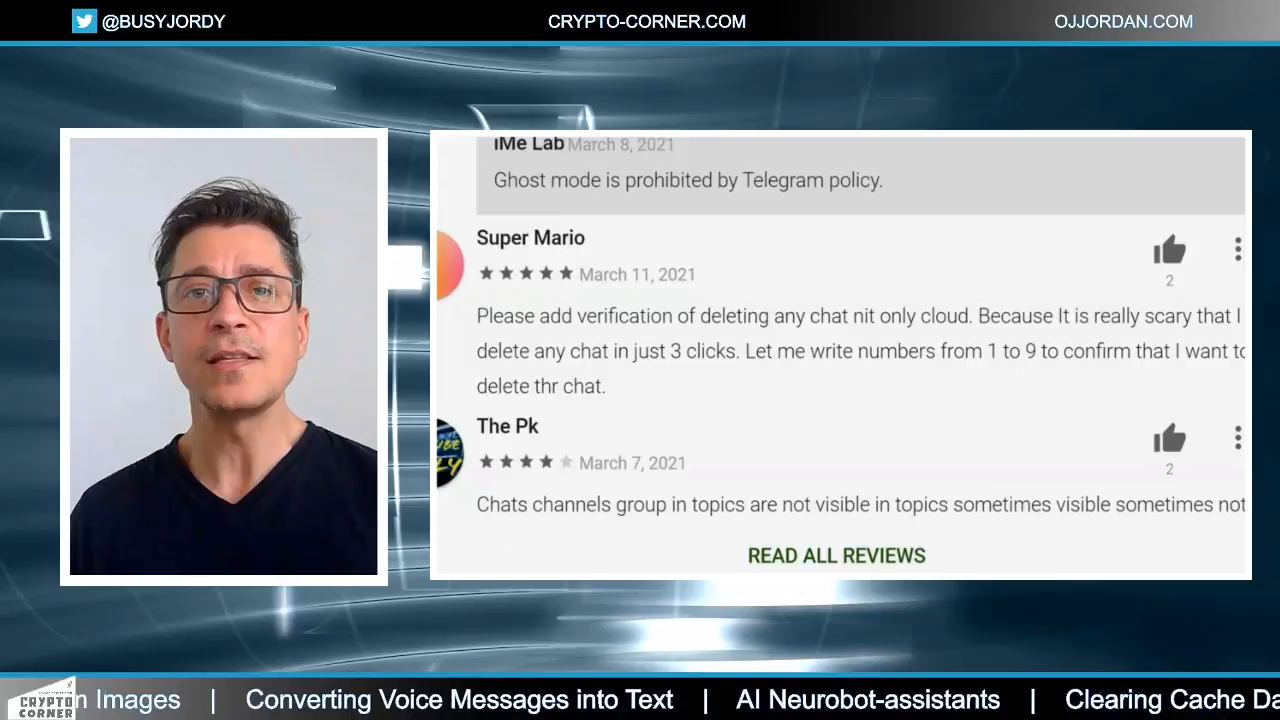 @BUSYJORDY
CRYPTO-CORNER.COM
OJJORDAN.COM
iMe Lab March 8, 2021
Ghost mode is prohibited by Telegram policy.
Super Mario
March 11, 2021
2
Please add verification of deleting any chat nit only cloud. Because It is really scary that I
delete any chat in just 3 clicks. Let me write numbers from 1 to 9 to confirm that I want to
delete thr chat.
The Pk
March 7, 2021
2
Chats channels group in topics are not visible in topics sometimes visible sometimes not
READ ALL REVIEWS
CRYPTO
CORNER
Images | Converting Voice Messages into Text | AI Neurobot-assistants | Clearing Cache Da